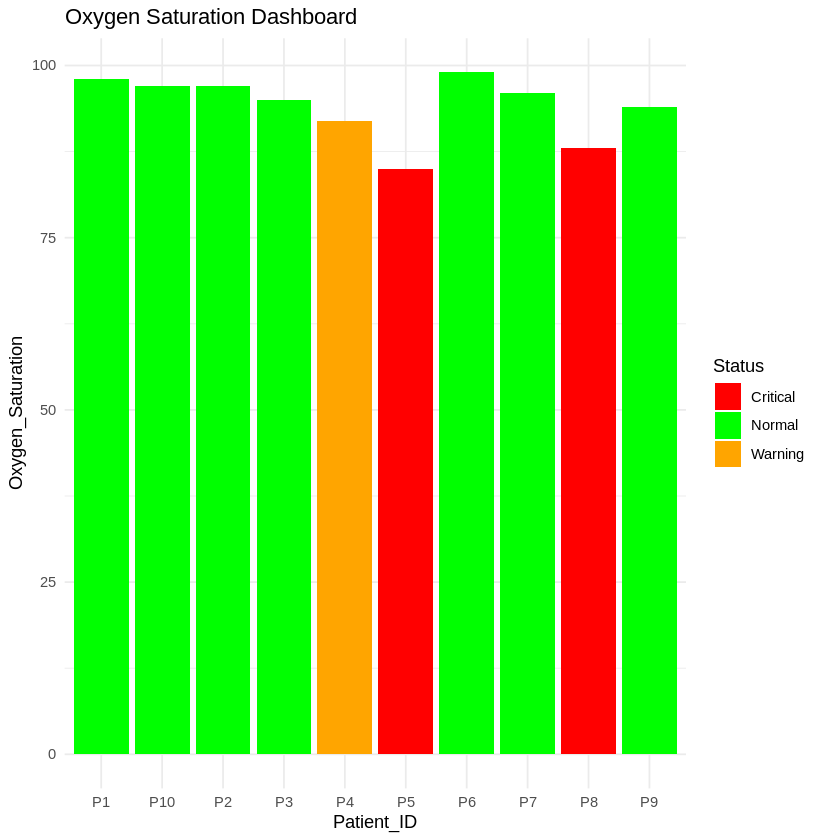 Oxygen Saturation Dashboard
100
75
50
25
0
Oxygen_Saturation
P1 P10 P2 P3 P4 P5 P6 P7 P8 P9
Patient_ID
Status
Critical
Normal
Warning